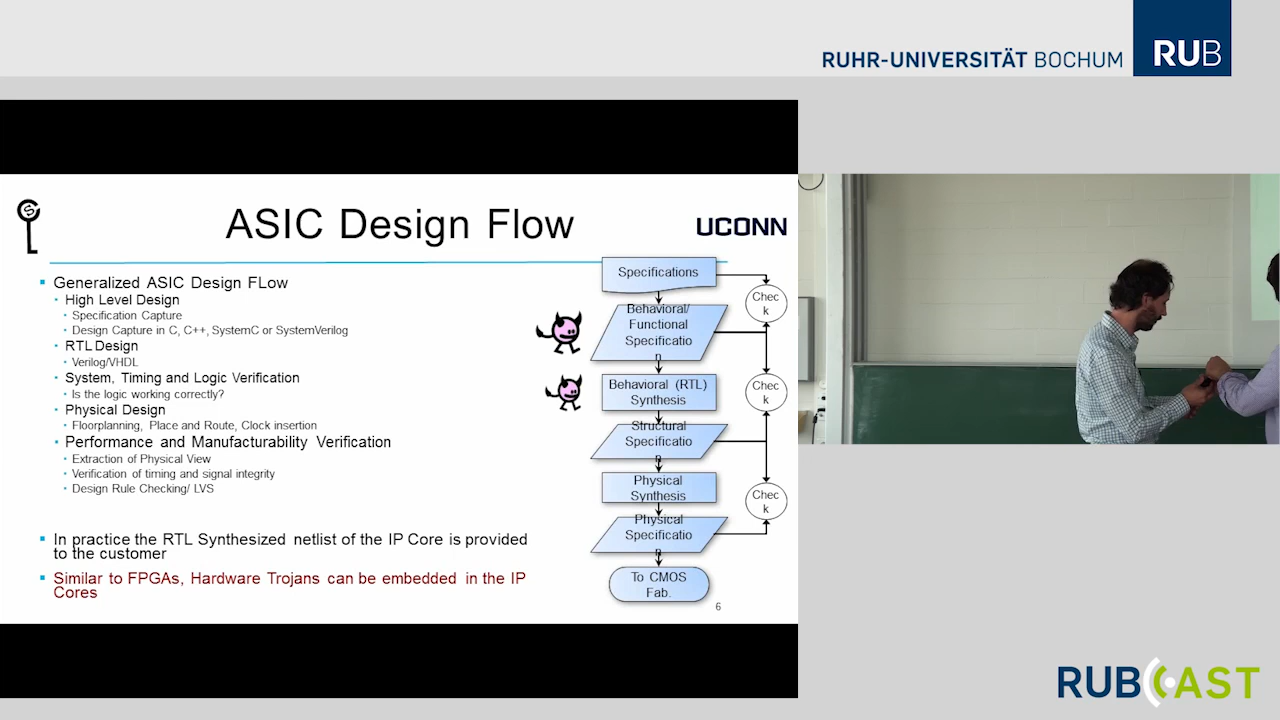 RUHR-UNIVERSITÄT BOCHUM
RUB
ASIC Design Flow
UCONN
Generalized ASIC Design FLow
High Level Design
Specification Capture
Design Capture in C, C++, SystemC or SystemVerilog
RTL Design
Verilog/VHDL
System, Timing and Logic Verification
Is the logic working correctly?
Physical Design
Floorplanning, Place and Route, Clock insertion
Performance and Manufacturability Verification
Extraction of Physical View
Verification of timing and signal integrity
Design Rule Checking/ LVS
In practice the RTL Synthesized netlist of the IP Core is provided
to the customer
Similar to FPGAs, Hardware Trojans can be embedded in the IP
Cores
Specifications
Chec
k
Behavioral/
Functional
Specificatio
n
Behavioral (RTL)
Synthesis
Chec
k
Structural
Specificatio
n
Physical
Synthesis
Chec
k
Physical
Specificatio
n
To CMOS
Fab.
6
RUBCAST